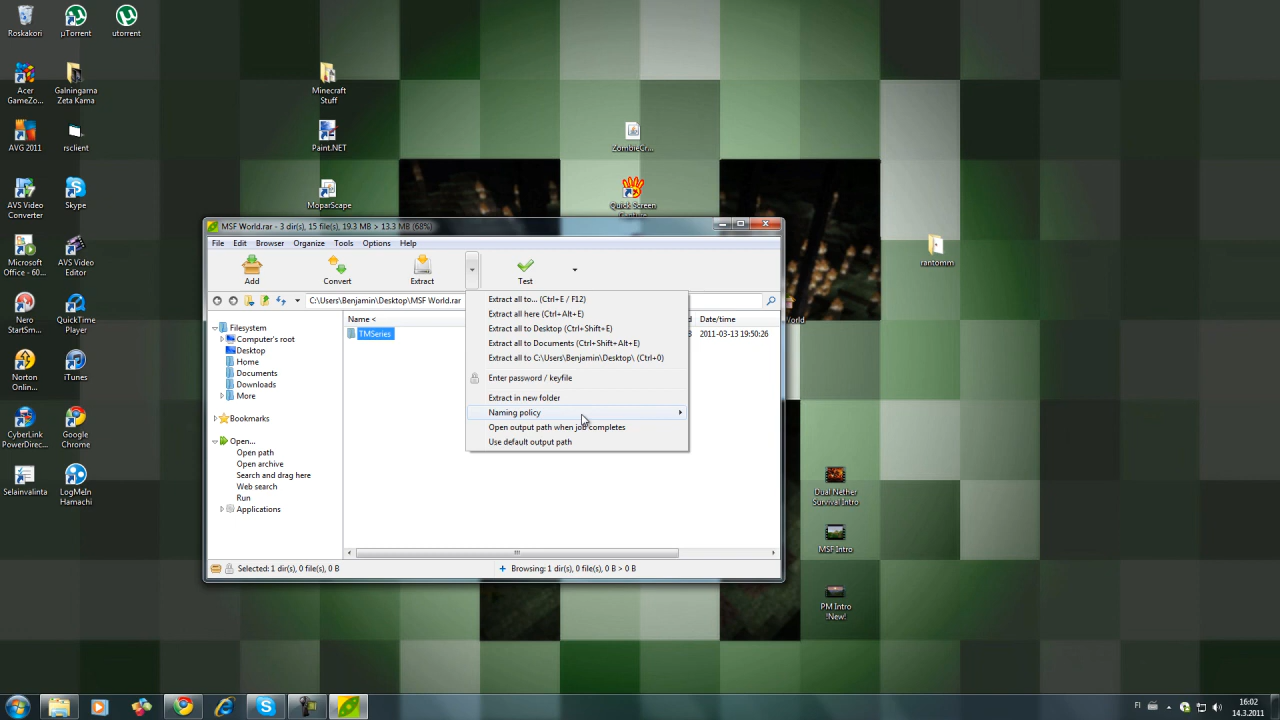 Roskakori
µTorrent
utorrent
Acer
GameZo...
Galningarna
Zeta Kama
Minecraft
Stuff
AVG 2011
rsclient
Paint.NET
ZombieCr...
AVS Video
Converter
Skype
MoparScape
Quick Screen
Microsoft
Office - 60...
AVS Video
Editor
rantomm
Nero
StartSm...
QuickTime
Player
Norton
Online...
iTunes
CyberLink
PowerDirec...
Google
Chrome
Selainvalinta
LogMeIn
Hamachi
MSF World.rar - 3 dir(s), 15 file(s), 19.3 MB > 13.3 MB (68%)
File Edit Browser Organize Tools Options Help
Add Convert Extract Test
C:\Users\Benjamin\Desktop\MSF World.rar
World
Filesystem
Computer's root
Desktop
Home
Documents
Downloads
More
Bookmarks
Open...
Open path
Open archive
Search and drag here
Web search
Run
Applications
Name <
Date/time
TMSeries
2011-03-13 19:50:26
Extract all to... (Ctrl+E / F12)
Extract all here (Ctrl+Alt+E)
Extract all to Desktop (Ctrl+Shift+E)
Extract all to Documents (Ctrl+Shift+Alt+E)
Extract all to C:\Users\Benjamin\Desktop\ (Ctrl+0)
Enter password / keyfile
Extract in new folder
Naming policy
Open output path when job completes
Use default output path
Selected: 1 dir(s), 0 file(s), 0 B
Browsing: 1 dir(s), 0 file(s), 0 B > 0 B
Dual Nether
Survival Intro
MSF Intro
PM Intro
!New!
FI
16:02
14.3.2011